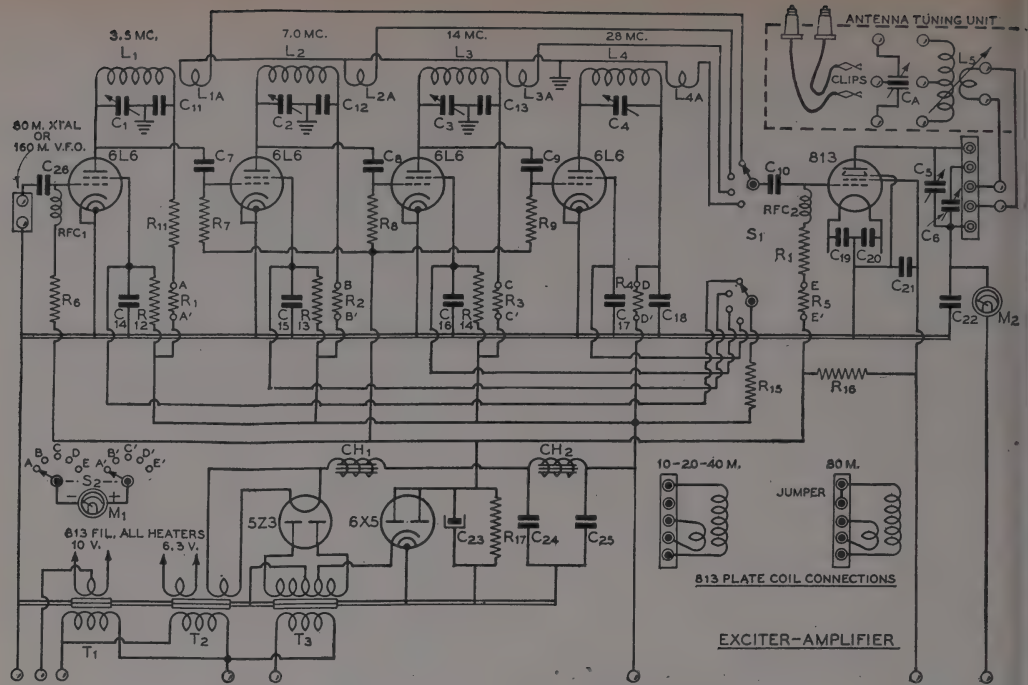 3.5 MC.
7.0 MC.
14 MC.
28 MC.
ANTENNA TUNING UNIT
L1
L2
L3
L4
L5
L1A
L2A
L3A
L4A
CLIPS
CA
C11
C12
C13
C1
C2
C3
C4
80 M. XTAL
OR
160 M. V.F.O.
6L6
6L6
6L6
6L6
813
C26
C7
C8
C9
C10
C5
C6
RFC1
RFC2
R11
R7
R8
R9
S1
R1
C19
C20
C21
R6
C14
R12
A
R1
A'
C15
R13
B
R2
B'
C16
R14
C
R3
C'
R4
C17
D
D'
C18
E
R5
E'
C22
M2
R15
R16
A B C D E
A' B' C' D' E'
S2
- +
M1
CH1
CH2
5Z3
6X5
C23
R17
C24
C25
10-20-40 M.
80 M.
JUMPER
813 FIL.
10 V.
ALL HEATERS
6.3 V.
813 PLATE COIL CONNECTIONS
T1
T2
T3
EXCITER-AMPLIFIER